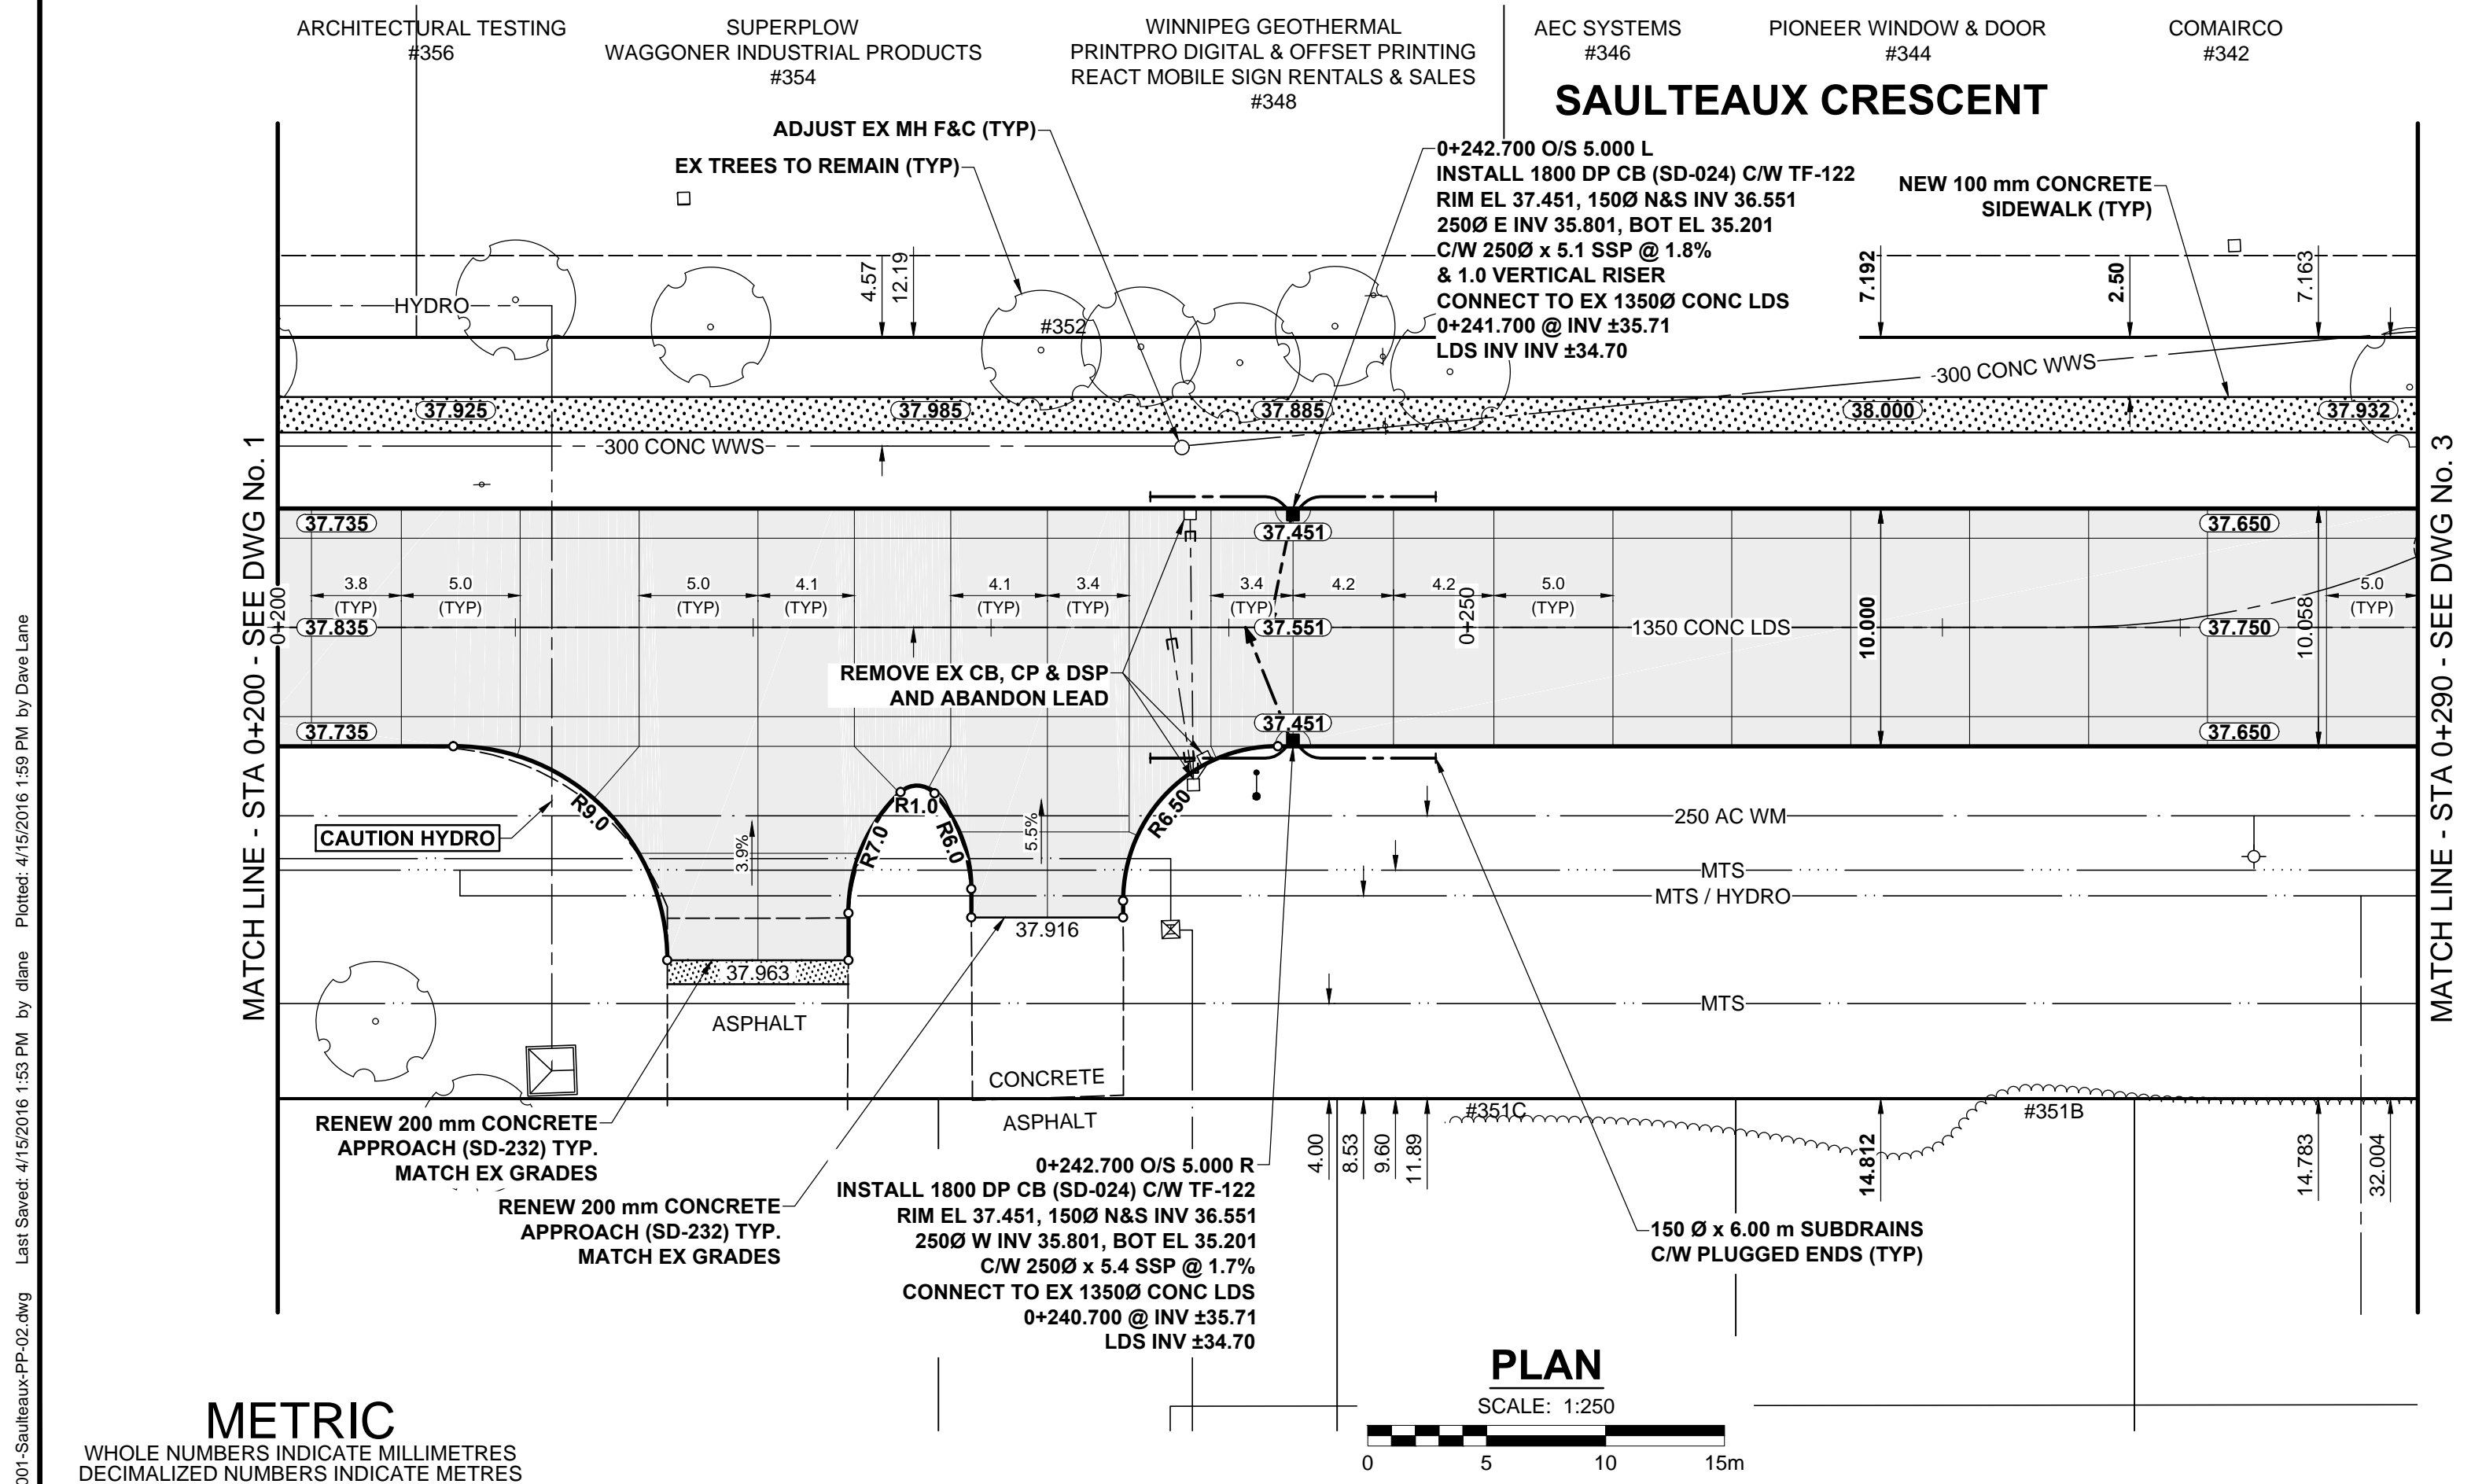 ARCHITECTURAL TESTING
#356
SUPERPLOW
WAGGONER INDUSTRIAL PRODUCTS
#354
WINNIPEG GEOTHERMAL
PRINTPRO DIGITAL & OFFSET PRINTING
REACT MOBILE SIGN RENTALS & SALES
#348
AEC SYSTEMS
#346
PIONEER WINDOW & DOOR
#344
COMAIRCO
#342
SAULTEAUX CRESCENT
ADJUST EX MH F&C (TYP)
EX TREES TO REMAIN (TYP)
0+242.700 O/S 5.000 L
INSTALL 1800 DP CB (SD-024) C/W TF-122
RIM EL 37.451, 150Ø N&S INV 36.551
250Ø E INV 35.801, BOT EL 35.201
C/W 250Ø x 5.1 SSP @ 1.8%
& 1.0 VERTICAL RISER
CONNECT TO EX 1350Ø CONC LDS
0+241.700 @ INV ±35.71
LDS INV INV ±34.70
NEW 100 mm CONCRETE
SIDEWALK (TYP)
4.57
12.19
7.192
2.50
7.163
HYDRO
#352
300 CONC WWS
37.925
37.985
37.885
38.000
37.932
300 CONC WWS
MATCH LINE - STA 0+200 - SEE DWG No. 1
0+200
37.735
37.451
37.650
3.8
(TYP)
5.0
(TYP)
5.0
(TYP)
4.1
(TYP)
4.1
(TYP)
3.4
(TYP)
3.4
(TYP)
4.2
4.2
5.0
(TYP)
5.0
(TYP)
0+250
37.835
37.551
1350 CONC LDS
10.000
37.750
10.058
REMOVE EX CB, CP & DSP
AND ABANDON LEAD
37.735
37.451
37.650
MATCH LINE - STA 0+290 - SEE DWG No. 3
R9.0
R1.0
R7.0
R6.0
R6.50
3.9%
5.5%
CAUTION HYDRO
250 AC WM
MTS
MTS / HYDRO
37.916
37.963
MTS
ASPHALT
CONCRETE
ASPHALT
RENEW 200 mm CONCRETE
APPROACH (SD-232) TYP.
MATCH EX GRADES
RENEW 200 mm CONCRETE
APPROACH (SD-232) TYP.
MATCH EX GRADES
0+242.700 O/S 5.000 R
INSTALL 1800 DP CB (SD-024) C/W TF-122
RIM EL 37.451, 150Ø N&S INV 36.551
250Ø W INV 35.801, BOT EL 35.201
C/W 250Ø x 5.4 SSP @ 1.7%
CONNECT TO EX 1350Ø CONC LDS
0+240.700 @ INV ±35.71
LDS INV ±34.70
4.00
8.53
9.60
11.89
#351C
14.812
#351B
14.783
32.004
150 Ø x 6.00 m SUBDRAINS
C/W PLUGGED ENDS (TYP)
PLAN
SCALE: 1:250
0 5 10 15m
METRIC
WHOLE NUMBERS INDICATE MILLIMETRES
DECIMALIZED NUMBERS INDICATE METRES
001-Saulteaux-PP-02.dwg Last Saved: 4/15/2016 1:53 PM by dlane Plotted: 4/15/2016 1:59 PM by Dave Lane